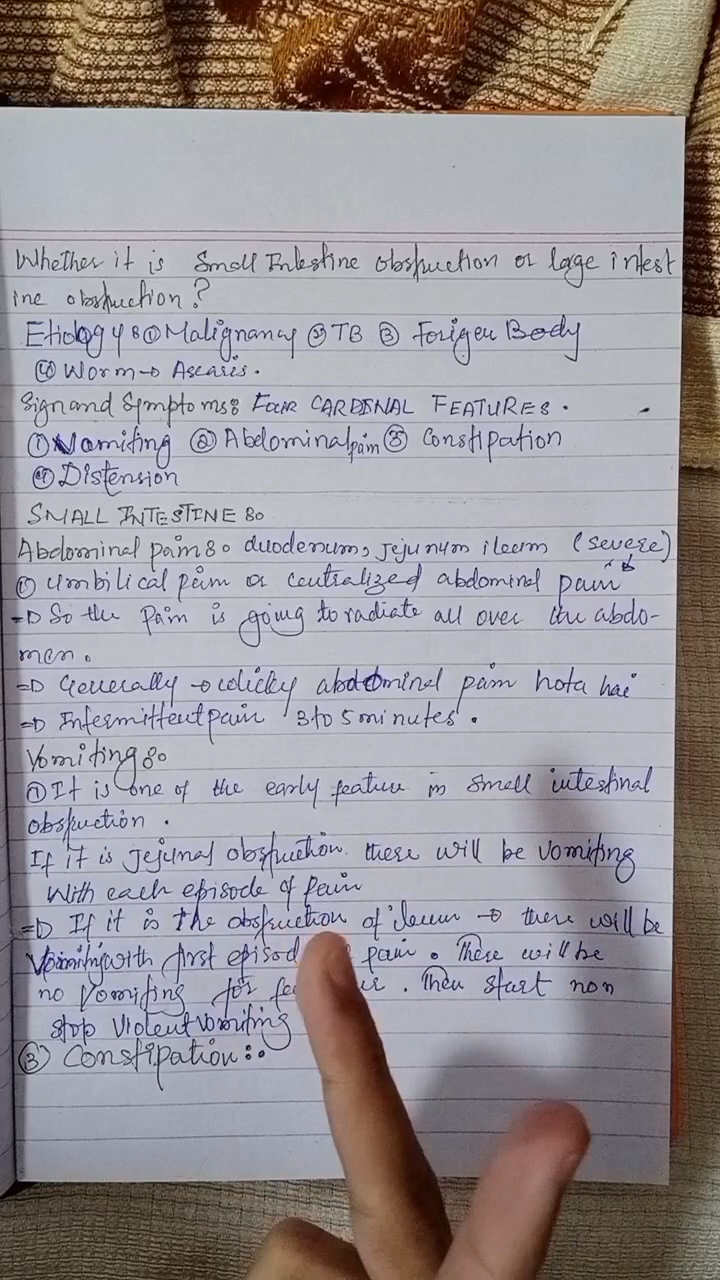 Whether it is Small Intestine obstruction or large intest
ine obstruction?
Etiology:- ① Malignancy ② TB ③ Forigen Body
④ Worm → Ascaris.
Sign and Symptoms: FOUR CARDINAL FEATURES.
① Vomiting ② Abdominal pain ③ Constipation
④ Distension
SMALL INTESTINE:-
Abdominal pain:- duodenum, jejunum ileum (severe)
① Umbilical pain or centralized abdominal pain
⇒ So the pain is going to radiate all over the abdo-
men.
⇒ Generally → colicky abdominal pain hota hai
⇒ Intermittent pain 3 to 5 minutes.
Vomiting:-
① It is one of the early feature in small intestinal
obstruction.
If it is Jejunal obstruction there will be vomiting
with each episode of pain
⇒ If it is the obstruction of ileum → there will be
Vomiting with first episode pain. There will be
no Vomiting for. Then start non
stop violent vomiting
③ Constipation:-